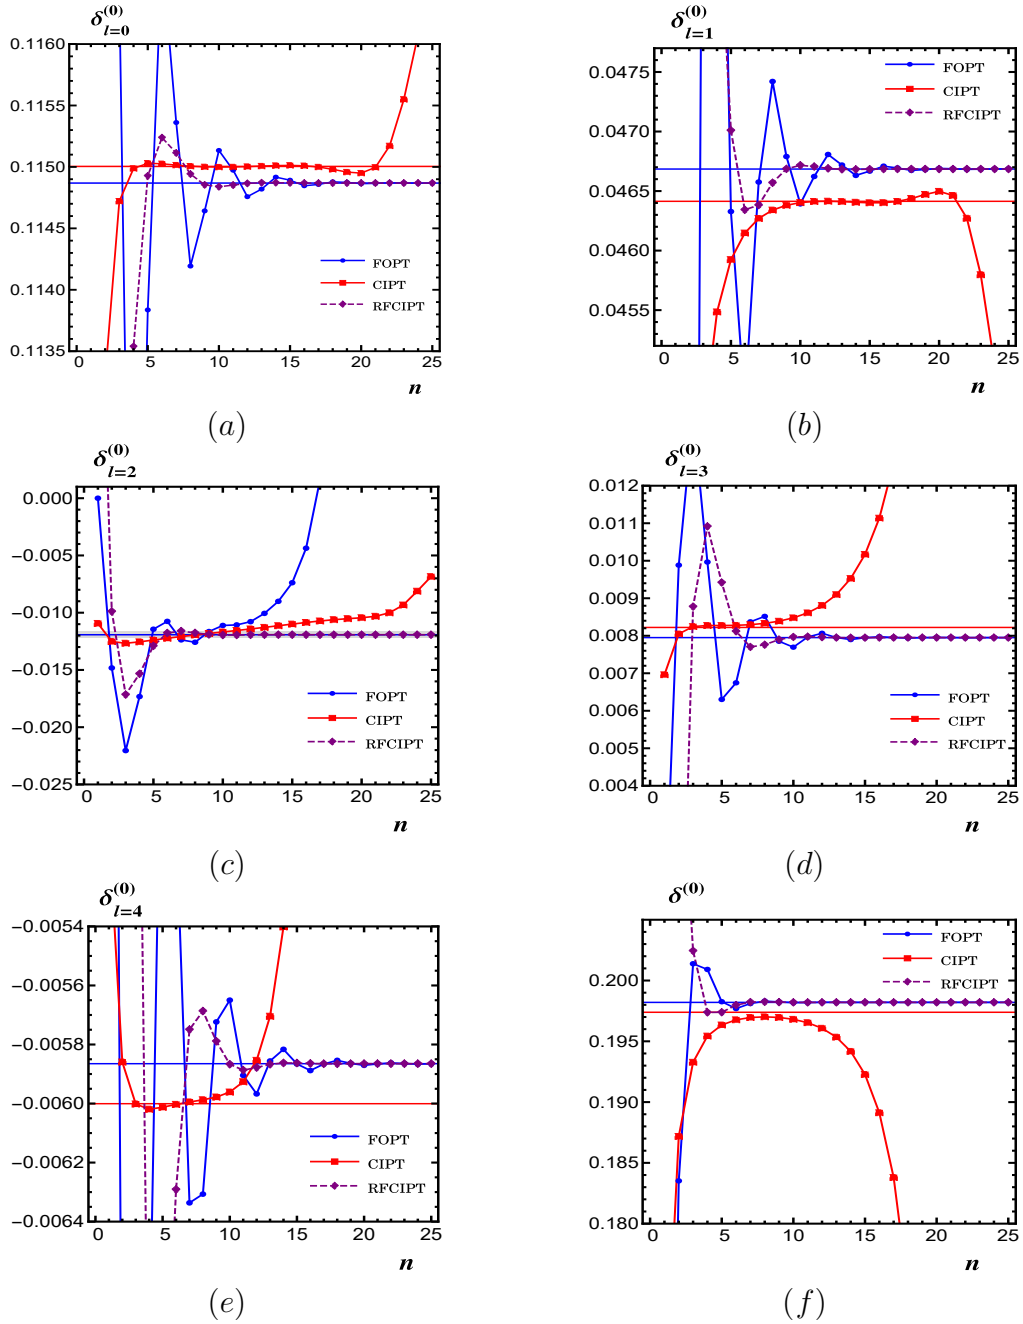 δ_{l=0}^{(0)}
0.1160
0.1155
0.1150
0.1145
0.1140
0.1135
0 5 10 15 20 25
n
FOPT
CIPT
RFCIPT
(a)
δ_{l=1}^{(0)}
0.0475
0.0470
0.0465
0.0460
0.0455
0 5 10 15 20 25
n
FOPT
CIPT
RFCIPT
(b)
δ_{l=2}^{(0)}
0.000
−0.005
−0.010
−0.015
−0.020
−0.025
0 5 10 15 20 25
n
FOPT
CIPT
RFCIPT
(c)
δ_{l=3}^{(0)}
0.012
0.011
0.010
0.009
0.008
0.007
0.006
0.005
0.004
0 5 10 15 20 25
n
FOPT
CIPT
RFCIPT
(d)
δ_{l=4}^{(0)}
−0.0054
−0.0056
−0.0058
−0.0060
−0.0062
−0.0064
0 5 10 15 20 25
n
FOPT
CIPT
RFCIPT
(e)
δ^{(0)}
0.200
0.195
0.190
0.185
0.180
0 5 10 15 20 25
n
FOPT
CIPT
RFCIPT
(f)